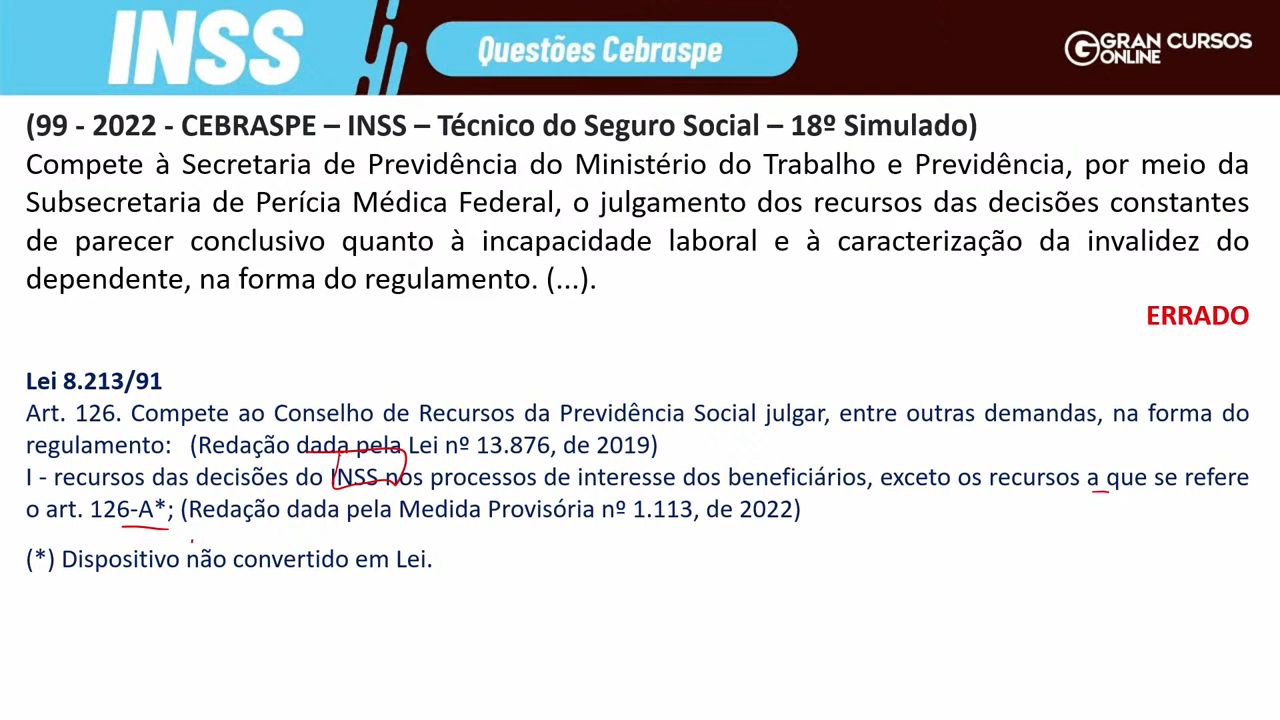 INSS
Questões Cebraspe
GRAN CURSOS
ONLINE
(99 - 2022 - CEBRASPE – INSS – Técnico do Seguro Social – 18º Simulado)
Compete à Secretaria de Previdência do Ministério do Trabalho e Previdência, por meio da
Subsecretaria de Perícia Médica Federal, o julgamento dos recursos das decisões constantes
de parecer conclusivo quanto à incapacidade laboral e à caracterização da invalidez do
dependente, na forma do regulamento. (...).
ERRADO
Lei 8.213/91
Art. 126. Compete ao Conselho de Recursos da Previdência Social julgar, entre outras demandas, na forma do
regulamento: (Redação dada pela Lei nº 13.876, de 2019)
I - recursos das decisões do INSS nos processos de interesse dos beneficiários, exceto os recursos a que se refere
o art. 126-A*; (Redação dada pela Medida Provisória nº 1.113, de 2022)
(*) Dispositivo não convertido em Lei.